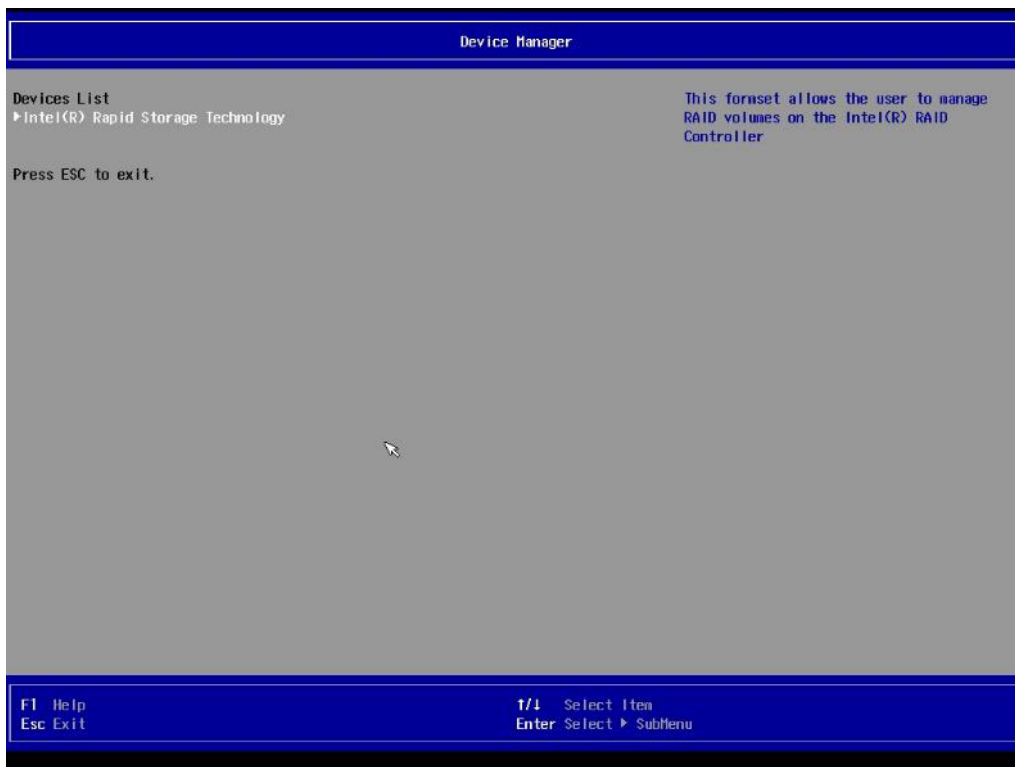 Device Manager
Devices List
▶Intel(R) Rapid Storage Technology
Press ESC to exit.
This formset allows the user to manage
RAID volumes on the Intel(R) RAID
Controller
F1 Help
Esc Exit
↑/↓ Select Item
Enter Select ▶ SubMenu